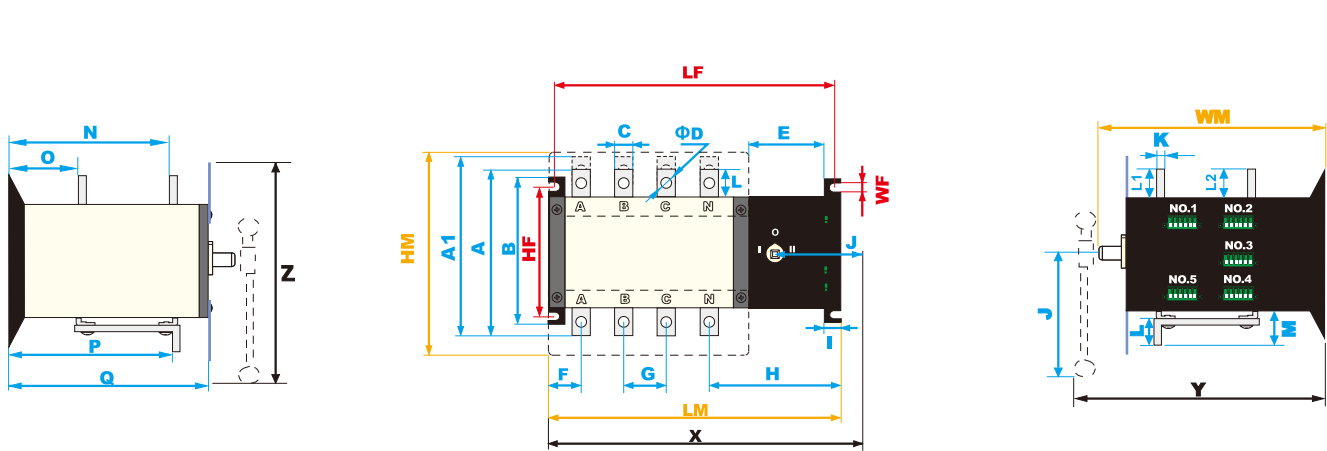 N
O
P
Q
Z
LF
C
ΦD
E
L
WF
A B C N
HM
A1
A
B
HF
O
I II
J
A B C N
I
F
G
H
LM
X
WM
K
L1
L2
NO.1 NO.2
NO.3
NO.5 NO.4
J
L
M
Y